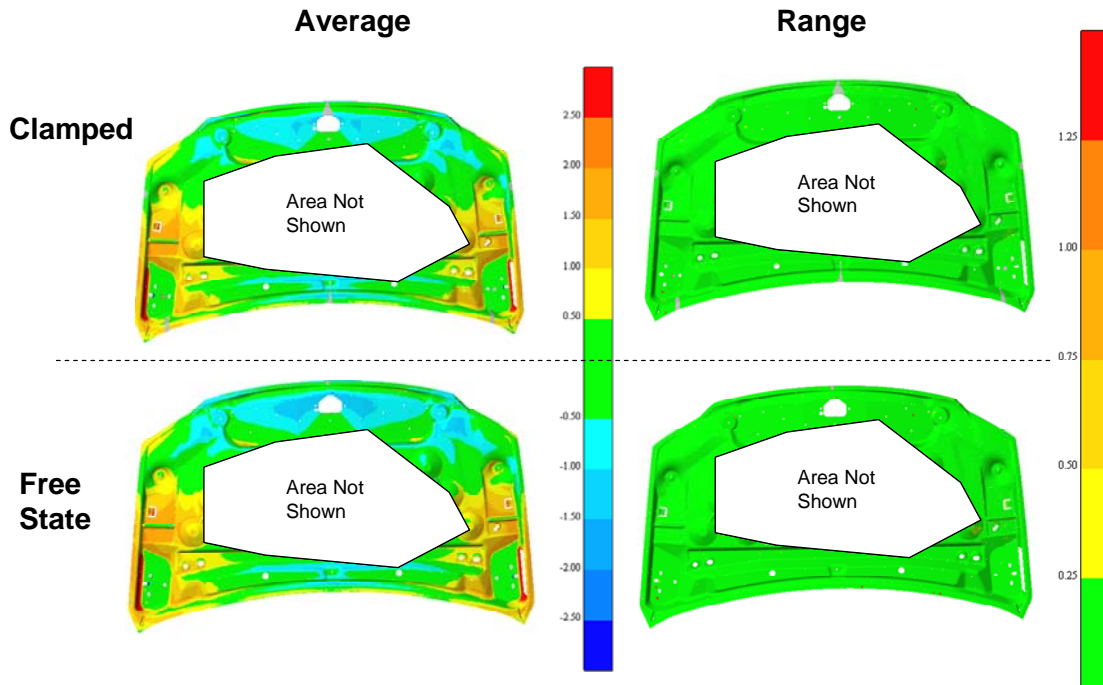 Average
Range
Clamped
Area Not
Shown
Area Not
Shown
2.50
2.00
1.50
1.00
0.50
-0.50
-1.00
-1.50
-2.00
-2.50
1.25
1.00
0.75
0.50
0.25
Free
State
Area Not
Shown
Area Not
Shown